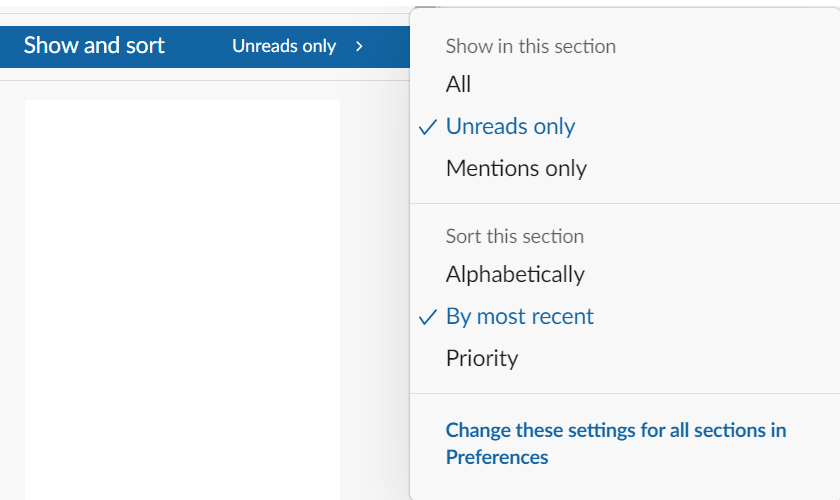 Show and sort Unreads only
Show in this section
All
Unreads only
Mentions only
Sort this section
Alphabetically
By most recent
Priority
Change these settings for all sections in
Preferences